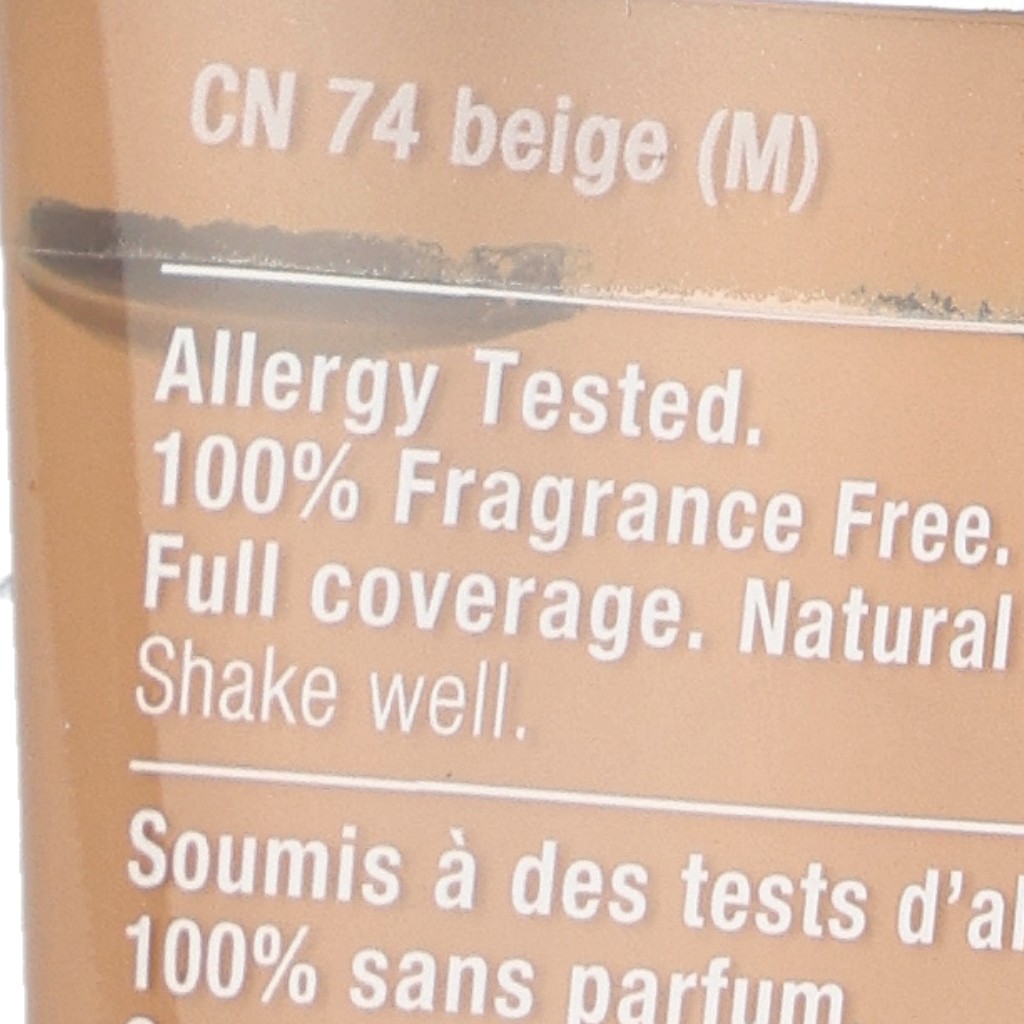 CN 74 beige (M)
Allergy Tested.
100% Fragrance Free.
Full coverage. Natural
Shake well.
Soumis à des tests
100% sans parfum